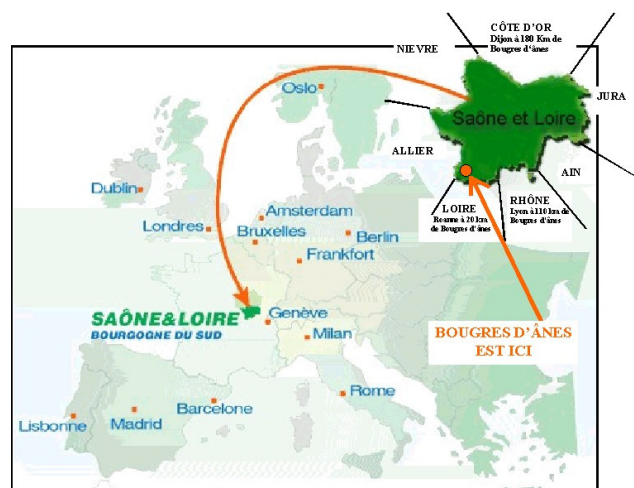 CÔTE D'OR
Dijon à 180 Km de
Bougres d'ânes
NIEVRE
JURA
Saône et Loire
ALLIER
AIN
LOIRE
Roanne à 20 km
de Bougres d'ânes
RHÔNE
Lyon à 110 km de
Bougres d'ânes
Oslo
Dublin
Londres
Amsterdam
Bruxelles
Berlin
Frankfort
SAÔNE&LOIRE
BOURGOGNE DU SUD
Genève
Milan
BOUGRES D'ÂNES
EST ICI
Rome
Barcelone
Madrid
Lisbonne